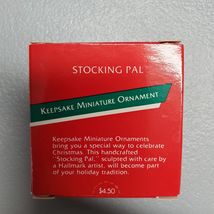 STOCKING PAL
KEEPSAKE MINIATURE ORNAMENT
Keepsake Miniature Ornaments
bring you a special way to celebrate
Christmas. This handcrafted
"Stocking Pal," sculpted with care by
a Hallmark artist, will become part
of your holiday tradition.
$4.50